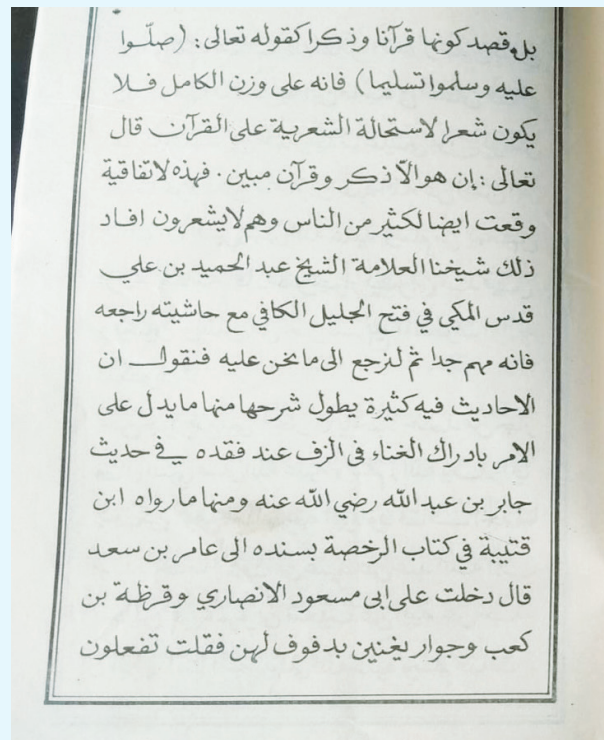 بل قصد كونها قرآنا وذكرا كقوله تعالى: (صلّوا
عليه وسلموا تسليما) فانه على وزن الكامل فلا
يكون شعرا لاستحالة الشعرية على القرآن قال
تعالى: إن هو الاّ ذكر وقرآن مبين. فهذه لاتفاقية
وقعت ايضا لكثير من الناس وهم لايشعرون افاد
ذلك شيخنا العلامة الشيخ عبد الحميد بن علي
قدس المكي في فتح الجليل الكافي مع حاشيته راجعه
فانه مهم جدا ثم لنرجع الى مانحن عليه فنقول ان
الاحاديث فيه كثيرة يطول شرحها منها مايدل على
الامر بادراك الغناء في الزف عند فقده في حديث
جابر بن عبد الله رضي الله عنه ومنها مارواه ابن
قتيبة في كتاب الرخصة بسنده الى عامر بن سعد
قال دخلت على ابى مسعود الانصاري وقرظة بن
كعب وجوار يغنين بدفوف لهن فقلت تفعلون